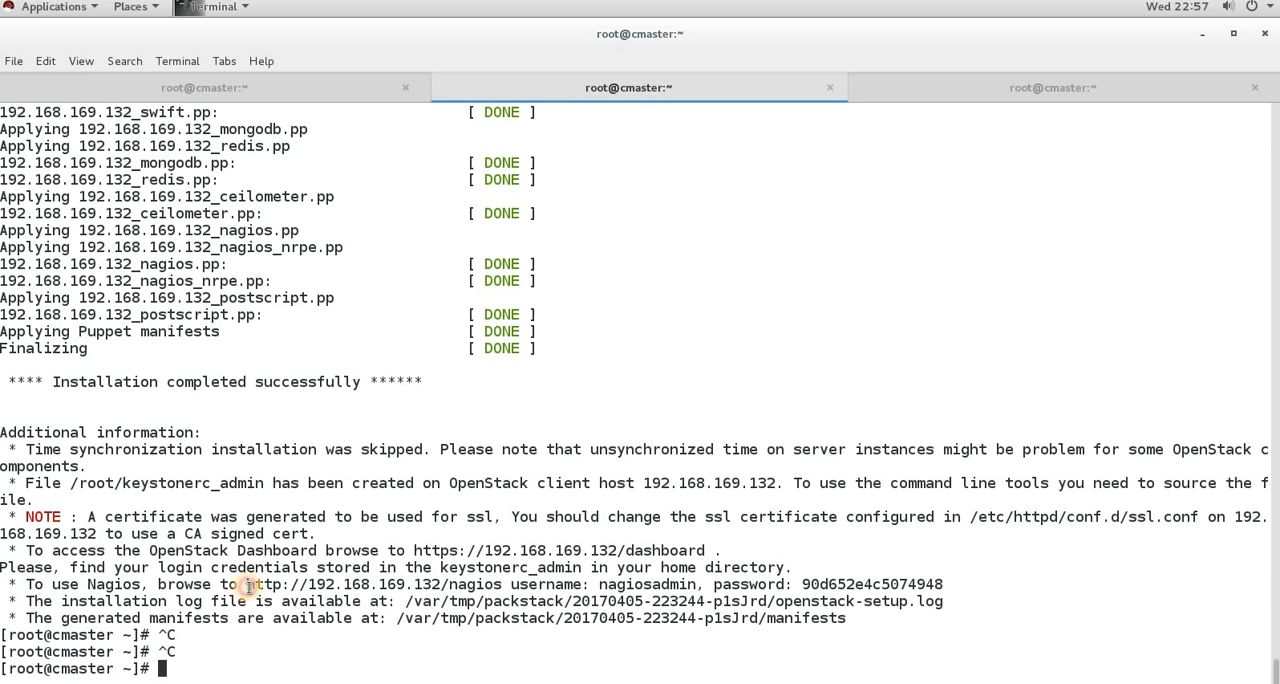 Applications Places Terminal Wed 22:57
root@cmaster:~
File Edit View Search Terminal Tabs Help
root@cmaster:~ × root@cmaster:~ × root@cmaster:~ ×
192.168.169.132_swift.pp: [ DONE ]
Applying 192.168.169.132_mongodb.pp
Applying 192.168.169.132_redis.pp
192.168.169.132_mongodb.pp: [ DONE ]
192.168.169.132_redis.pp: [ DONE ]
Applying 192.168.169.132_ceilometer.pp
192.168.169.132_ceilometer.pp: [ DONE ]
Applying 192.168.169.132_nagios.pp
Applying 192.168.169.132_nagios_nrpe.pp
192.168.169.132_nagios.pp: [ DONE ]
192.168.169.132_nagios_nrpe.pp: [ DONE ]
Applying 192.168.169.132_postscript.pp
192.168.169.132_postscript.pp: [ DONE ]
Applying Puppet manifests [ DONE ]
Finalizing [ DONE ]
**** Installation completed successfully ******
Additional information:
* Time synchronization installation was skipped. Please note that unsynchronized time on server instances might be problem for some OpenStack c
omponents.
* File /root/keystonerc_admin has been created on OpenStack client host 192.168.169.132. To use the command line tools you need to source the f
ile.
* NOTE : A certificate was generated to be used for ssl, You should change the ssl certificate configured in /etc/httpd/conf.d/ssl.conf on 192.
168.169.132 to use a CA signed cert.
* To access the OpenStack Dashboard browse to https://192.168.169.132/dashboard .
Please, find your login credentials stored in the keystonerc_admin in your home directory.
* To use Nagios, browse to http://192.168.169.132/nagios username: nagiosadmin, password: 90d652e4c5074948
* The installation log file is available at: /var/tmp/packstack/20170405-223244-p1sJrd/openstack-setup.log
* The generated manifests are available at: /var/tmp/packstack/20170405-223244-p1sJrd/manifests
[root@cmaster ~]# ^C
[root@cmaster ~]# ^C
[root@cmaster ~]#